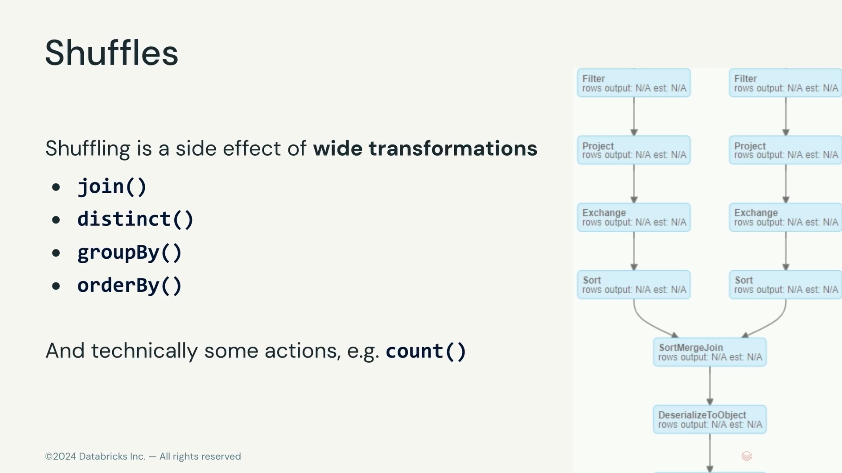 Shuffles
Shuffling is a side effect of wide transformations
• join()
• distinct()
• groupBy()
• orderBy()
And technically some actions, e.g. count()
©2024 Databricks Inc. — All rights reserved
Filter
rows output: N/A est: N/A
Filter
rows output: N/A est: N/A
Project
rows output: N/A est: N/A
Project
rows output: N/A est: N/A
Exchange
rows output: N/A est: N/A
Exchange
rows output: N/A est: N/A
Sort
rows output: N/A est: N/A
Sort
rows output: N/A est: N/A
SortMergeJoin
rows output: N/A est: N/A
DeserializeToObject
rows output: N/A est: N/A